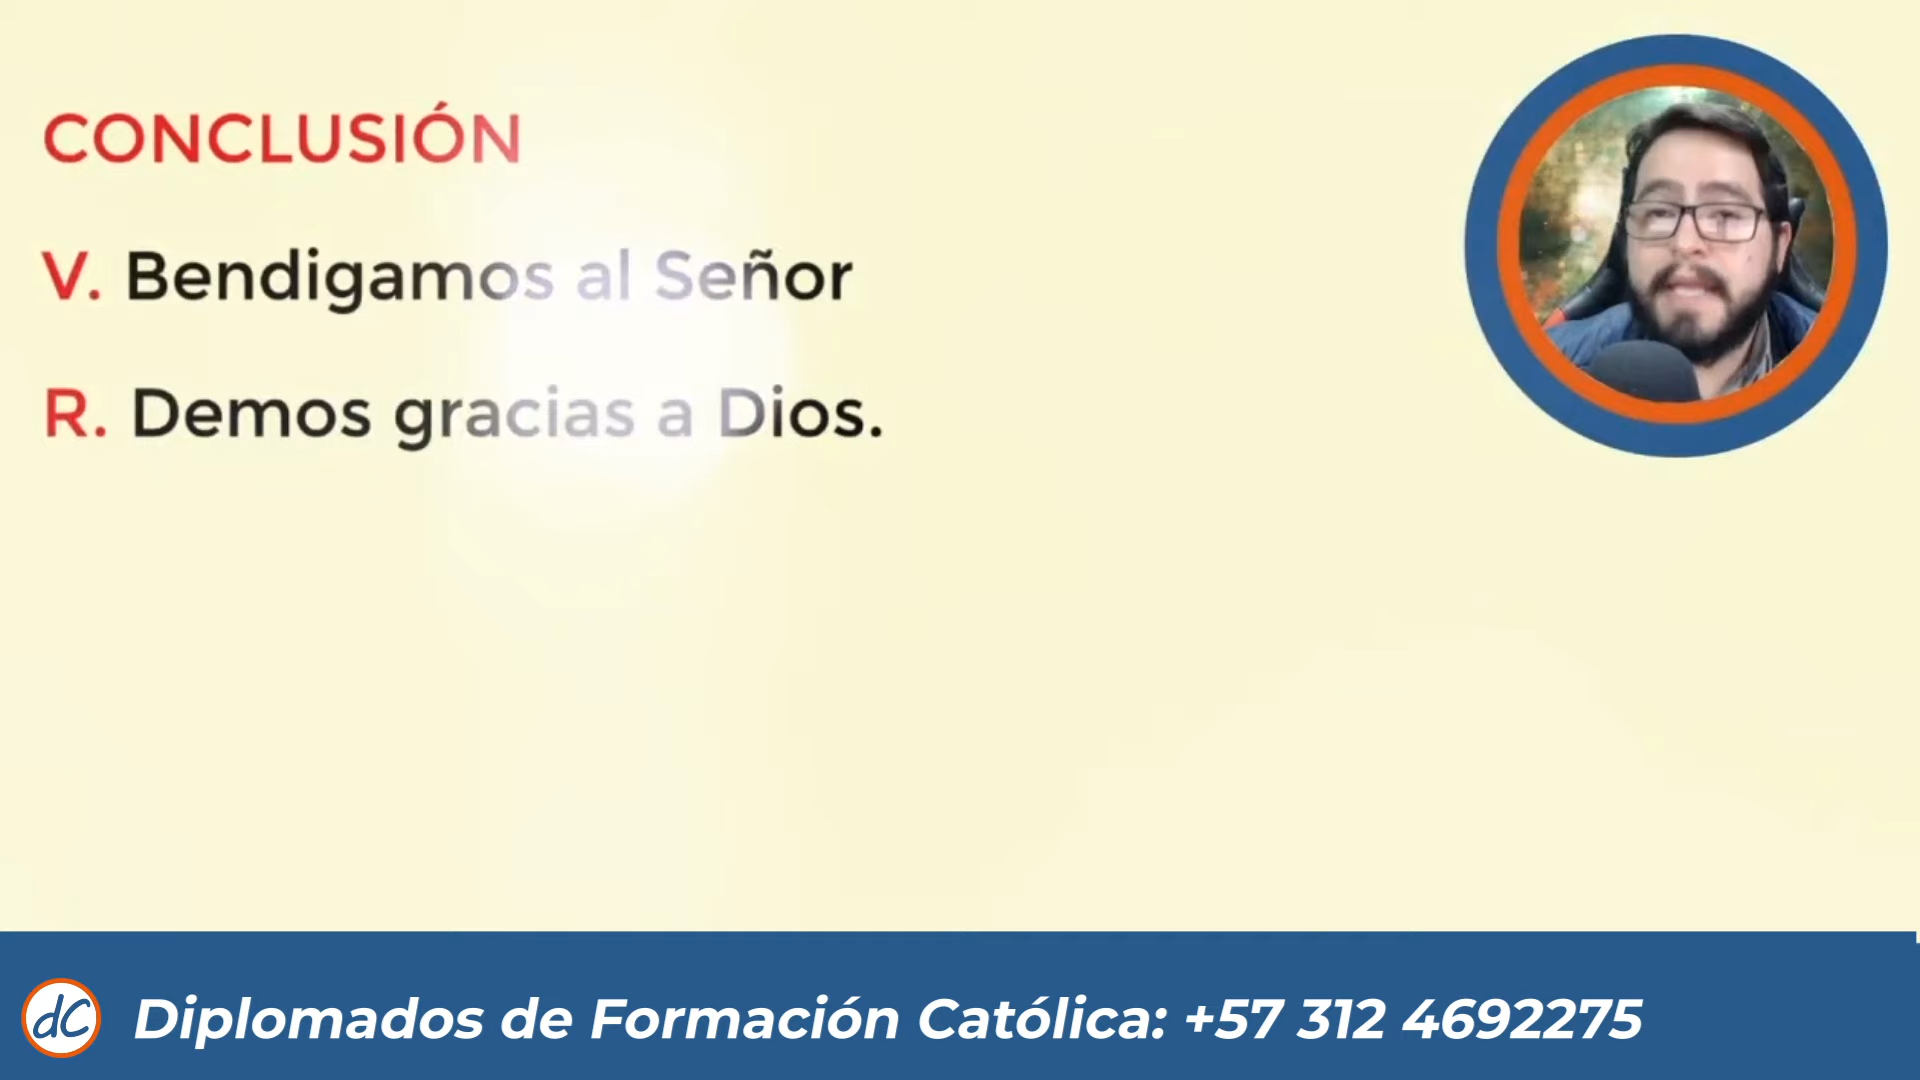 CONCLUSIÓN
V. Bendigamos al Señor
R. Demos gracias a Dios.
dC Diplomados de Formación Católica: +57 312 4692275